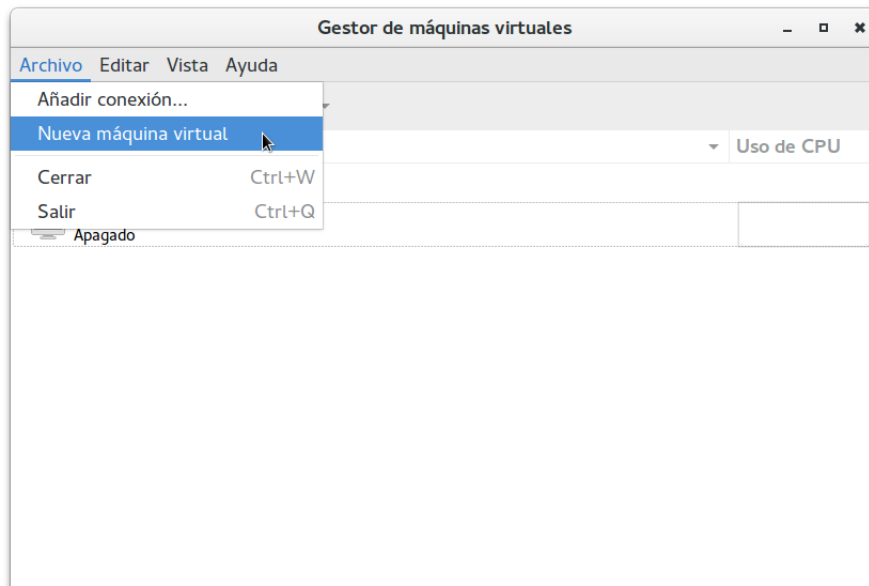 Gestor de máquinas virtuales
Archivo Editar Vista Ayuda
Añadir conexión...
Nueva máquina virtual
Uso de CPU
Cerrar Ctrl+W
Salir Ctrl+Q
Apagado